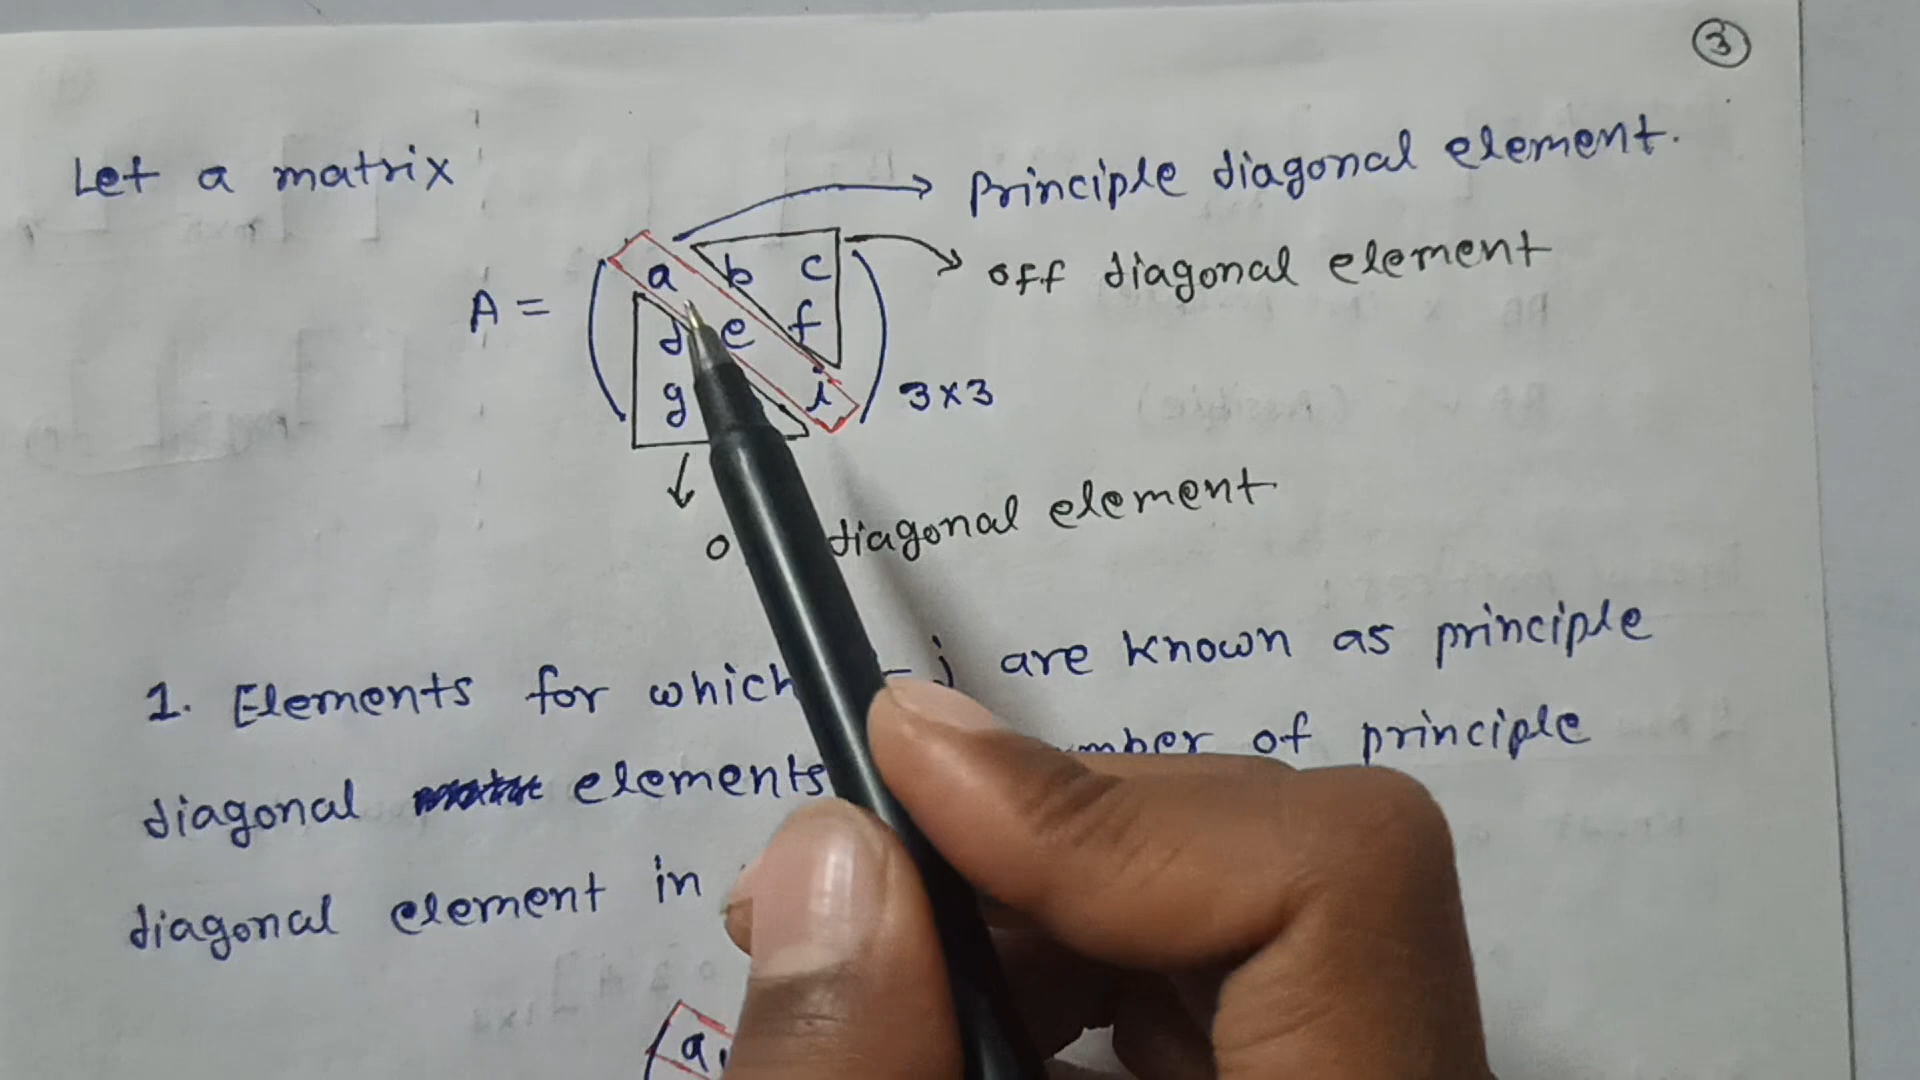 3
Let a matrix
Principle diagonal element.
off diagonal element
A =
a b c
d e f
g i
3×3
diagonal element
1. Elements for which j are known as principle
diagonal elements of principle
diagonal element in
a